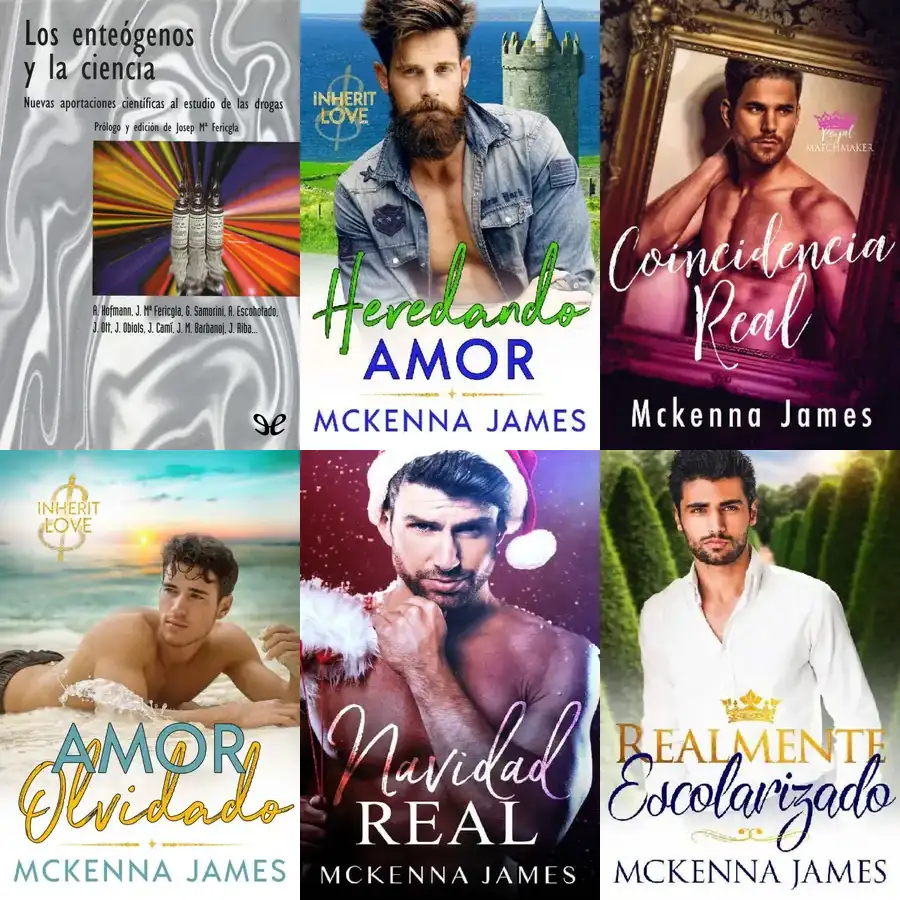 Los enteógenos
y la ciencia
Nuevas aportaciones científicas al estudio de las drogas
Prólogo y edición de Josep Mª Fericgla
A. Hofmann, J. Mª Fericgla, G. Samorini, A. Escohotado,
J. Ott, J. Obiols, J. Camí, J. M. Barbanoj, J. Riba...
INHERIT
LOVE
New York
Heredando
AMOR
MCKENNA JAMES
Royal
MATCHMAKER
Coincidencia
Real
Mckenna James
INHERIT
LOVE
AMOR
Olvidado
MCKENNA JAMES
Navidad
REAL
MCKENNA JAMES
REALMENTE
Escolarizado
MCKENNA JAMES